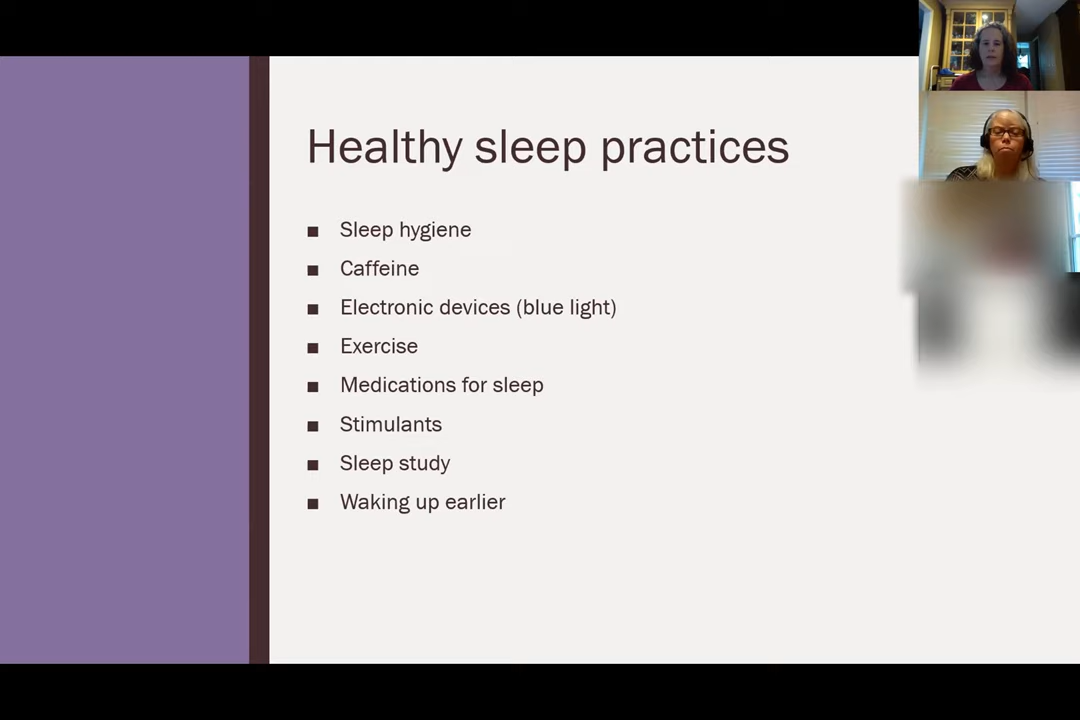 Healthy sleep practices
■ Sleep hygiene
■ Caffeine
■ Electronic devices (blue light)
■ Exercise
■ Medications for sleep
■ Stimulants
■ Sleep study
■ Waking up earlier